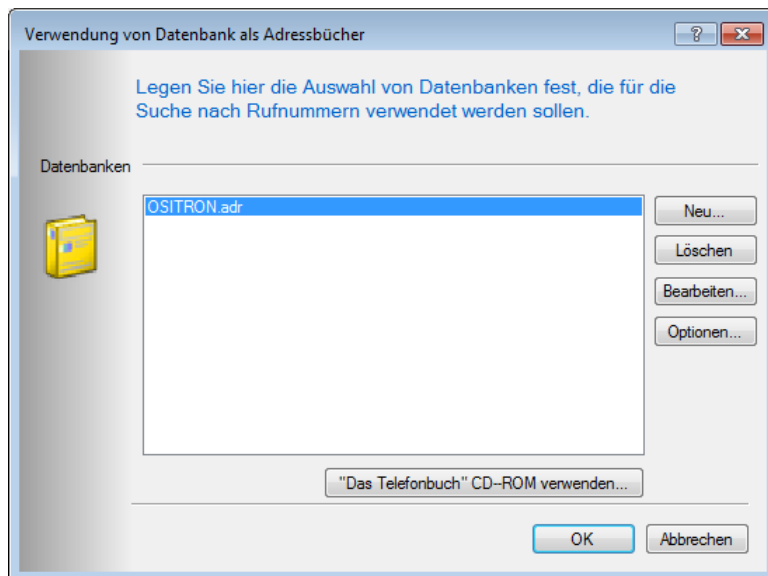 Verwendung von Datenbank als Adressbücher
Legen Sie hier die Auswahl von Datenbanken fest, die für die
Suche nach Rufnummern verwendet werden sollen.
Datenbanken
OSITRON.adr
Neu...
Löschen
Bearbeiten...
Optionen...
"Das Telefonbuch" CD--ROM verwenden...
OK
Abbrechen